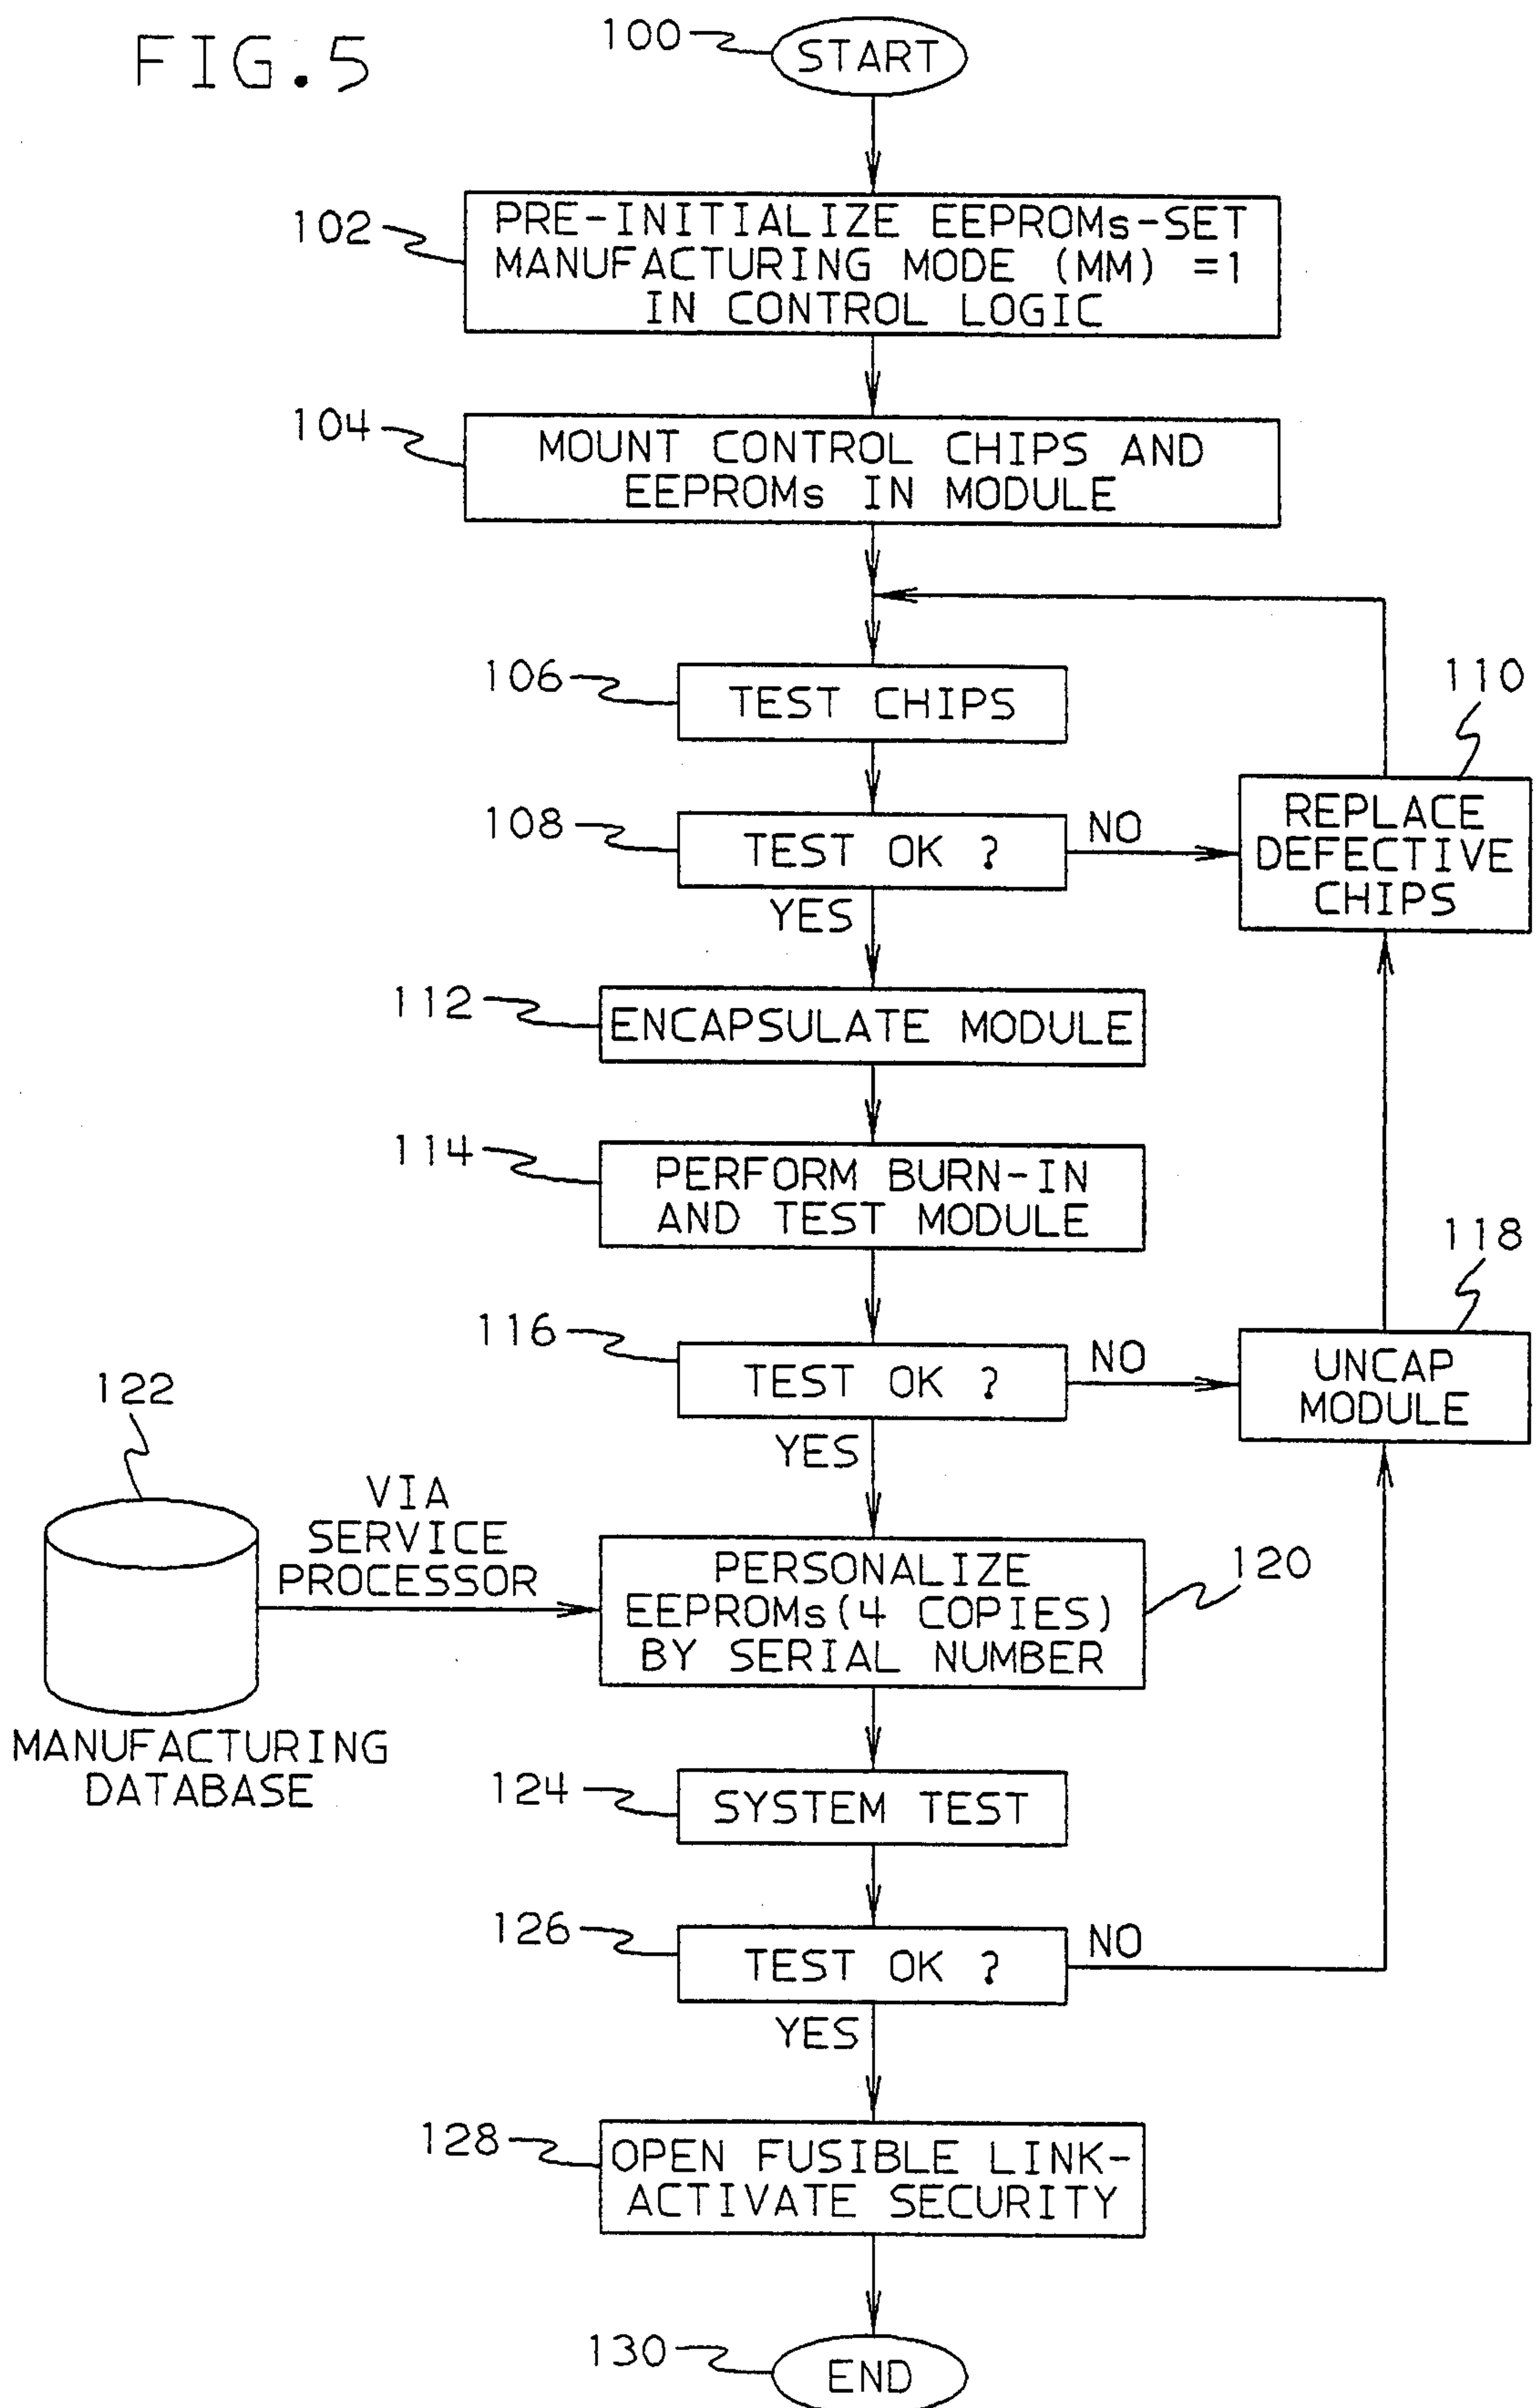 FIG.5
100
START
102
PRE-INITIALIZE EEPROMs-SET
MANUFACTURING MODE (MM) =1
IN CONTROL LOGIC
104
MOUNT CONTROL CHIPS AND
EEPROMs IN MODULE
106
TEST CHIPS
110
REPLACE
DEFECTIVE
CHIPS
108
TEST OK ?
NO
YES
112
ENCAPSULATE MODULE
114
PERFORM BURN-IN
AND TEST MODULE
118
UNCAP
MODULE
116
TEST OK ?
NO
YES
122
MANUFACTURING
DATABASE
VIA
SERVICE
PROCESSOR
120
PERSONALIZE
EEPROMs(4 COPIES)
BY SERIAL NUMBER
124
SYSTEM TEST
126
TEST OK ?
NO
YES
128
OPEN FUSIBLE LINK-
ACTIVATE SECURITY
130
END